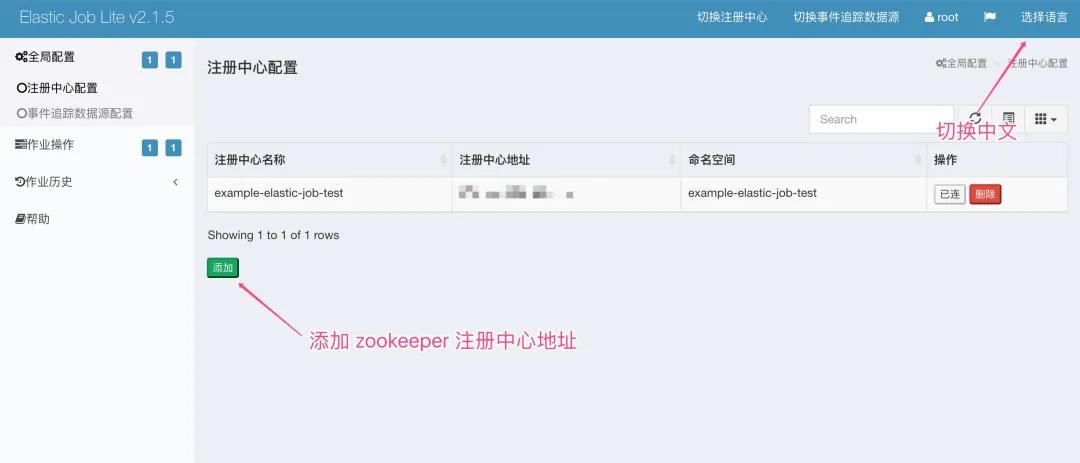 Elastic Job Lite v2.1.5
切换注册中心 切换事件追踪数据源 root 选择语言
全局配置 1 1
注册中心配置
事件追踪数据源配置
作业操作 1 1
作业历史
帮助
注册中心配置
全局配置 > 注册中心配置
Search
切换中文
注册中心名称 注册中心地址 命名空间 操作
example-elastic-job-test example-elastic-job-test 已连 删除
Showing 1 to 1 of 1 rows
添加
添加 zookeeper 注册中心地址